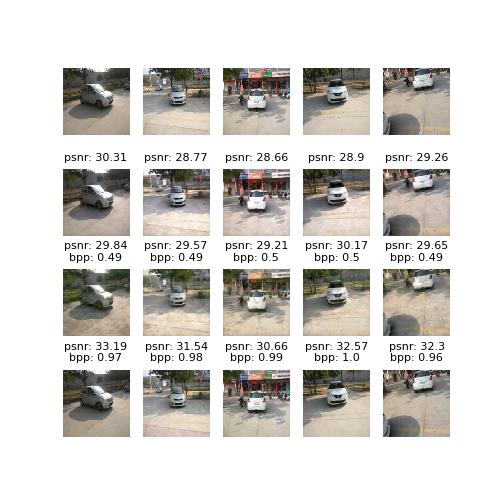 psnr: 30.31 psnr: 28.77 psnr: 28.66 psnr: 28.9 psnr: 29.26
psnr: 29.84 psnr: 29.57 psnr: 29.21 psnr: 30.17 psnr: 29.65
bpp: 0.49 bpp: 0.49 bpp: 0.5 bpp: 0.5 bpp: 0.49
psnr: 33.19 psnr: 31.54 psnr: 30.66 psnr: 32.57 psnr: 32.3
bpp: 0.97 bpp: 0.98 bpp: 0.99 bpp: 1.0 bpp: 0.96